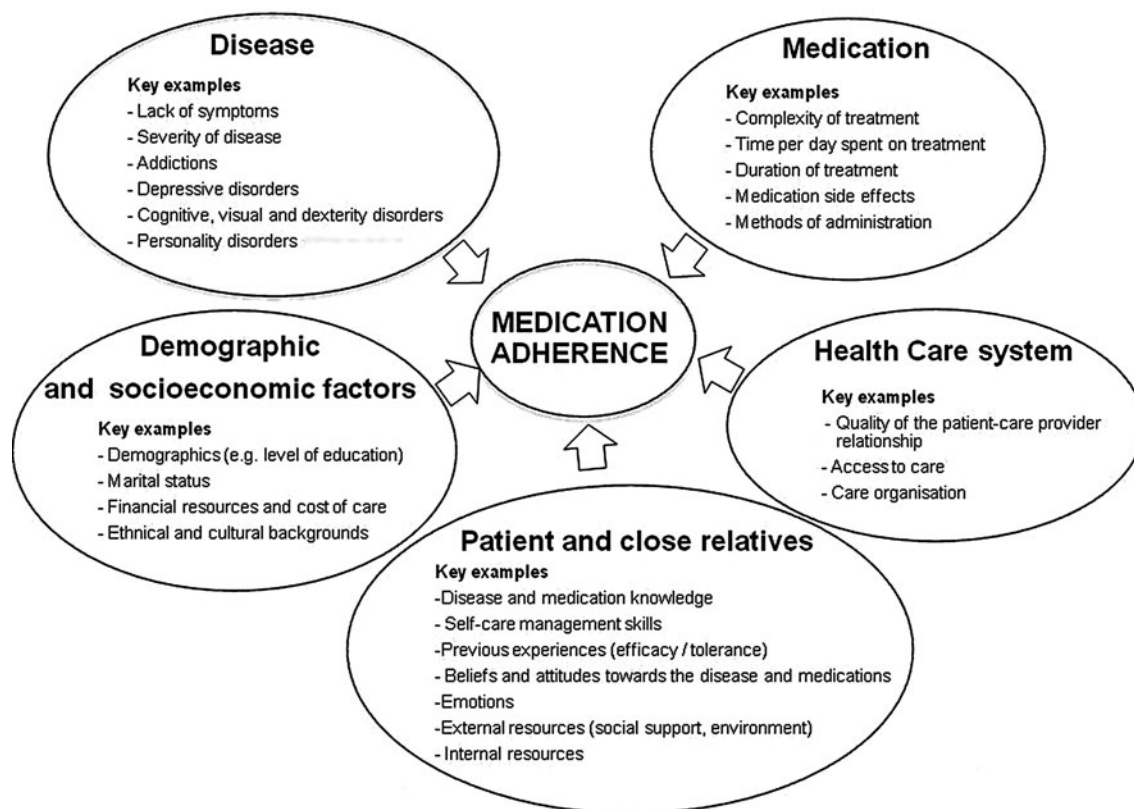 Disease
Key examples
- Lack of symptoms
- Severity of disease
- Addictions
- Depressive disorders
- Cognitive, visual and dexterity disorders
- Personality disorders
Medication
Key examples
- Complexity of treatment
- Time per day spent on treatment
- Duration of treatment
- Medication side effects
- Methods of administration
MEDICATION
ADHERENCE
Demographic
and socioeconomic factors
Key examples
- Demographics (e.g. level of education)
- Marital status
- Financial resources and cost of care
- Ethnical and cultural backgrounds
Health Care system
Key examples
- Quality of the patient-care provider
relationship
- Access to care
- Care organisation
Patient and close relatives
Key examples
-Disease and medication knowledge
- Self-care management skills
-Previous experiences (efficacy / tolerance)
- Beliefs and attitudes towards the disease and medications
-Emotions
-External resources (social support, environment)
- Internal resources